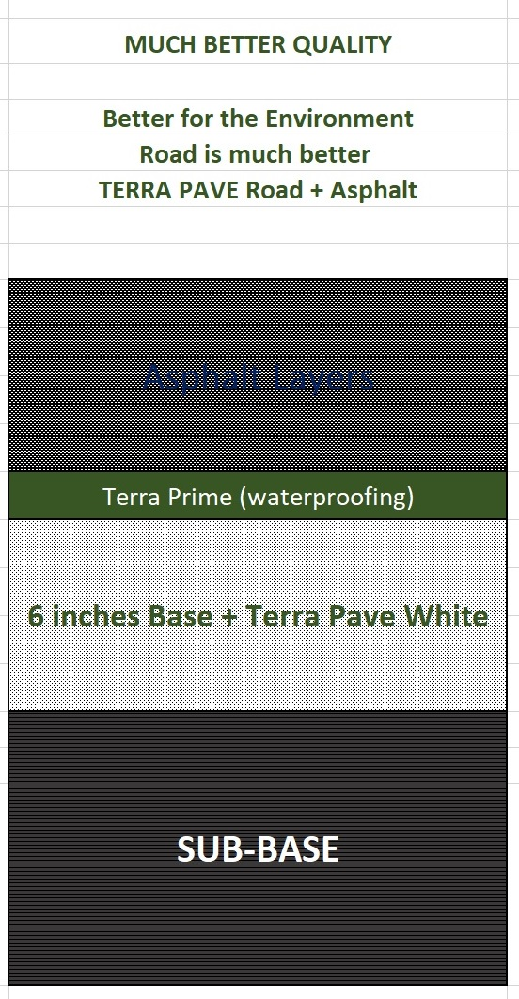 MUCH BETTER QUALITY
Better for the Environment
Road is much better
TERRA PAVE Road + Asphalt
Asphalt Layers
Terra Prime (waterproofing)
6 inches Base + Terra Pave White
SUB-BASE